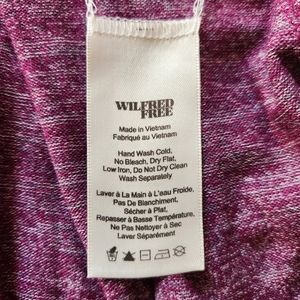 WILFRED
FREE
Made in Vietnam
Fabriqué au Vietnam
Hand Wash Cold,
No Bleach, Dry Flat,
Low Iron, Do Not Dry Clean
Wash Separately
Laver à La Main à L'eau Froide,
Pas De Blanchiment,
Sécher à Plat,
Repasser à Basse Température,
Ne Pas Nettoyer à Sec
Laver Séparément